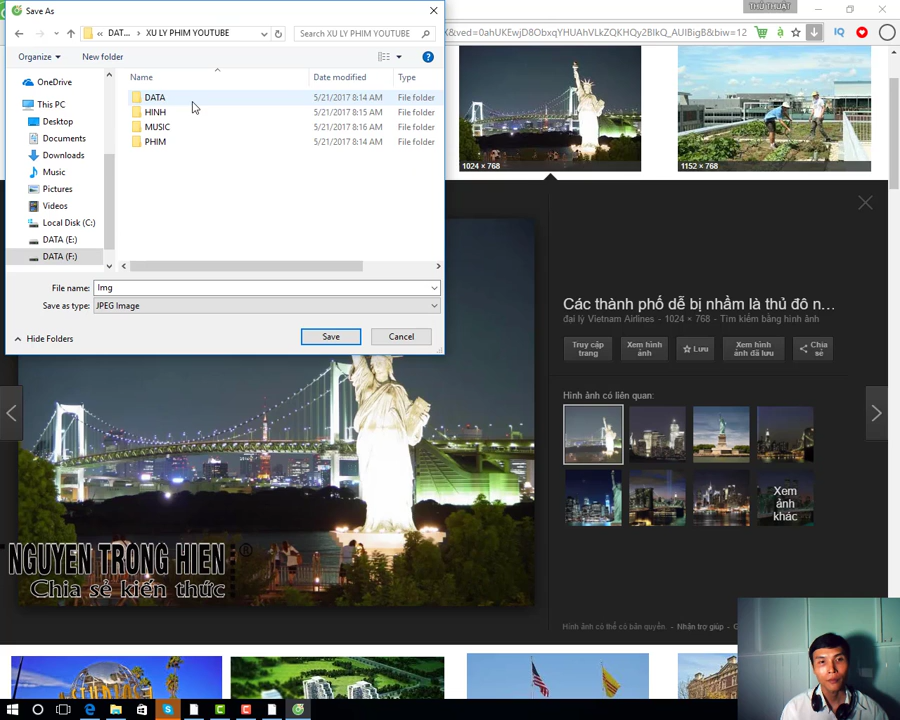 Save As
THỦ THUẬT
« DAT... › XU LY PHIM YOUTUBE
Search XU LY PHIM YOUTUBE
&ved=0ahUKEwjD8ObxqYHUAhVLkZQKHQy2BIkQ_AUIBigB&biw=12
IQ
Organize
New folder
Name
Date modified
Type
OneDrive
This PC
Desktop
Documents
Downloads
Music
Pictures
Videos
Local Disk (C:)
DATA (E:)
DATA (F:)
DATA 5/21/2017 8:14 AM File folder
HINH 5/21/2017 8:15 AM File folder
MUSIC 5/21/2017 8:16 AM File folder
PHIM 5/21/2017 8:14 AM File folder
1024 × 768
1152 × 768
File name: Img
Save as type: JPEG Image
Hide Folders
Save
Cancel
Các thành phố dễ bị nhầm là thủ đô n...
đại lý Vietnam Airlines - 1024 × 768 - Tìm kiếm bằng hình ảnh
Truy cập trang
Xem hình ảnh
Lưu
Xem hình ảnh đã lưu
Chia sẻ
Hình ảnh có liên quan:
Xem ảnh khác
NGUYEN TRONG HIEN ®
Chia sẻ kiến thức
Hình ảnh có thể có bản quyền. - Nhận trợ giúp - G